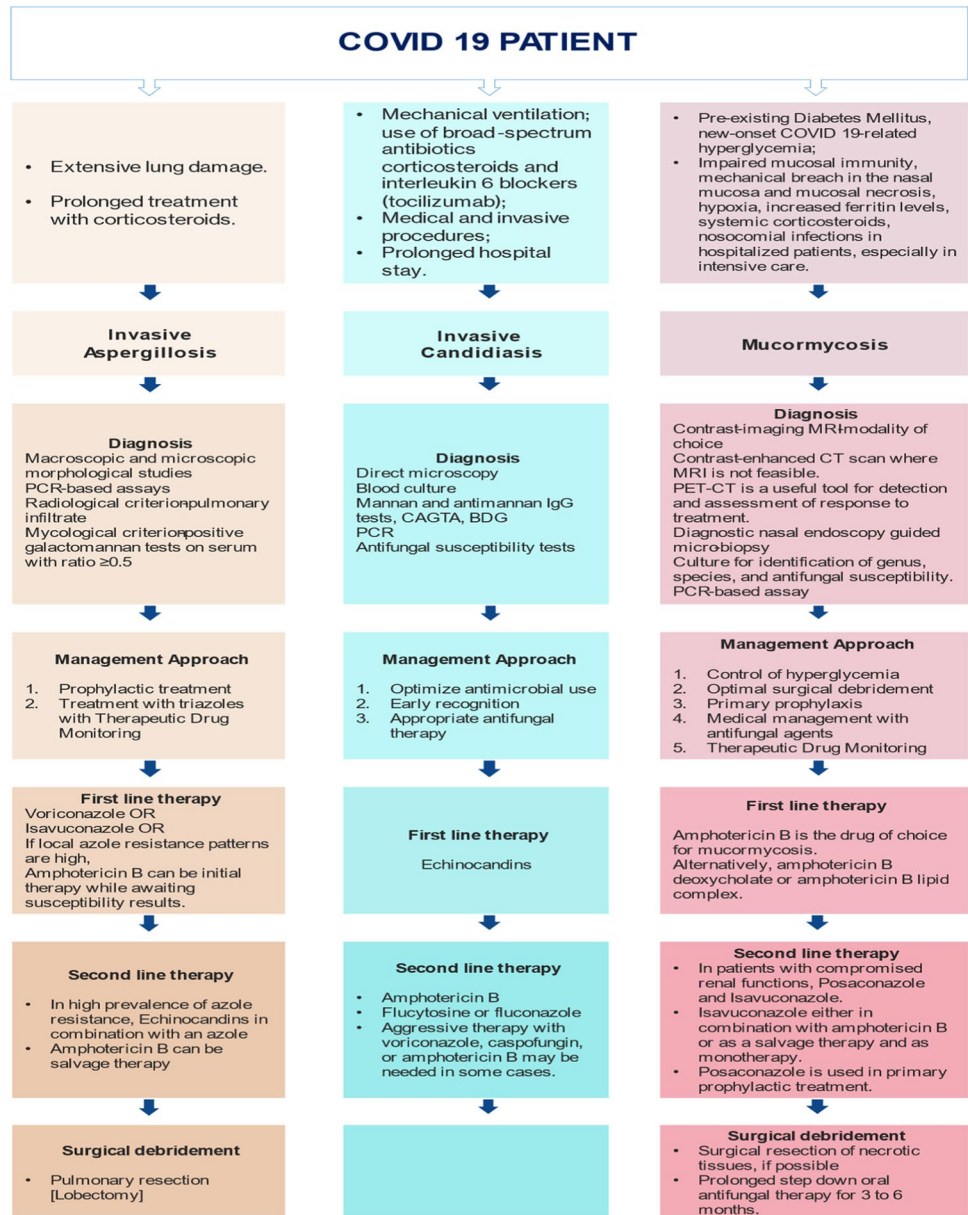 COVID 19 PATIENT
• Extensive lung damage.
• Prolonged treatment
with corticosteroids.
• Mechanical ventilation;
use of broad-spectrum
antibiotics
corticosteroids and
interleukin 6 blockers
(tocilizumab);
• Medical and invasive
procedures;
• Prolonged hospital
stay.
• Pre-existing Diabetes Mellitus,
new-onset COVID 19-related
hyperglycemia;
• Impaired mucosal immunity,
mechanical breach in the nasal
mucosa and mucosal necrosis,
hypoxia, increased ferritin levels,
systemic corticosteroids,
nosocomial infections in
hospitalized patients, especially in
intensive care.
Invasive
Aspergillosis
Invasive
Candidiasis
Mucormycosis
Diagnosis
Macroscopic and microscopic
morphological studies
PCR-based assays
Radiological criterion-pulmonary
infiltrate
Mycological criterion-positive
galactomannan tests on serum
with ratio ≥0.5
Diagnosis
Direct microscopy
Blood culture
Mannan and antimannan IgG
tests, CAGTA, BDG
PCR
Antifungal susceptibility tests
Diagnosis
Contrast-imaging MRI-modality of
choice
Contrast-enhanced CT scan where
MRI is not feasible.
PET-CT is a useful tool for detection
and assessment of response to
treatment.
Diagnostic nasal endoscopy guided
micro-biopsy
Culture for identification of genus,
species, and antifungal susceptibility.
PCR-based assay
Management Approach
1. Prophylactic treatment
2. Treatment with triazoles
with Therapeutic Drug
Monitoring
Management Approach
1. Optimize antimicrobial use
2. Early recognition
3. Appropriate antifungal
therapy
Management Approach
1. Control of hyperglycemia
2. Optimal surgical debridement
3. Primary prophylaxis
4. Medical management with
antifungal agents
5. Therapeutic Drug Monitoring
First line therapy
Voriconazole OR
Isavuconazole OR
If local azole resistance patterns
are high,
Amphotericin B can be initial
therapy while awaiting
susceptibility results.
First line therapy
Echinocandins
First line therapy
Amphotericin B is the drug of choice
for mucormycosis.
Alternatively, amphotericin B
deoxycholate or amphotericin B lipid
complex.
Second line therapy
• In high prevalence of azole
resistance, Echinocandins in
combination with an azole
• Amphotericin B can be
salvage therapy
Second line therapy
• Amphotericin B
• Flucytosine or fluconazole
• Aggressive therapy with
voriconazole, caspofungin,
or amphotericin B may be
needed in some cases.
Second line therapy
• In patients with compromised
renal functions, Posaconazole
and Isavuconazole.
• Isavuconazole either in
combination with amphotericin B
or as a salvage therapy and as
monotherapy.
• Posaconazole is used in primary
prophylactic treatment.
Surgical debridement
• Pulmonary resection
[Lobectomy]
Surgical debridement
• Surgical resection of necrotic
tissues, if possible
• Prolonged step down oral
antifungal therapy for 3 to 6
months.